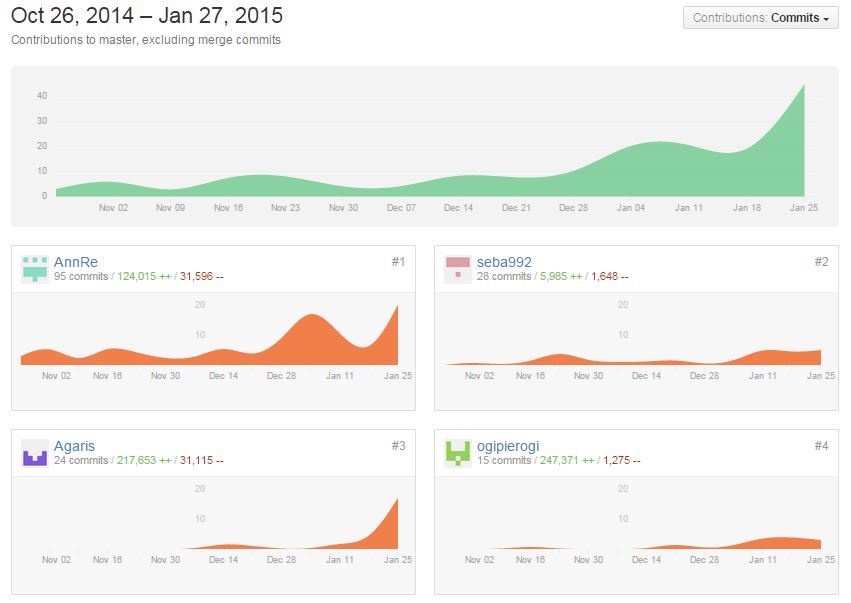 Oct 26, 2014 – Jan 27, 2015
Contributions: Commits
Contributions to master, excluding merge commits
40
30
20
10
0
Nov 02 Nov 09 Nov 16 Nov 23 Nov 30 Dec 07 Dec 14 Dec 21 Dec 28 Jan 04 Jan 11 Jan 18 Jan 25
AnnRe #1
95 commits / 124,015 ++ / 31,596 --
20
10
Nov 02 Nov 16 Nov 30 Dec 14 Dec 28 Jan 11 Jan 25
seba992 #2
28 commits / 5,985 ++ / 1,648 --
20
10
Nov 02 Nov 16 Nov 30 Dec 14 Dec 28 Jan 11 Jan 25
Agaris #3
24 commits / 217,653 ++ / 31,115 --
20
10
Nov 02 Nov 16 Nov 30 Dec 14 Dec 28 Jan 11 Jan 25
ogipierogi #4
15 commits / 247,371 ++ / 1,275 --
20
10
Nov 02 Nov 16 Nov 30 Dec 14 Dec 28 Jan 11 Jan 25